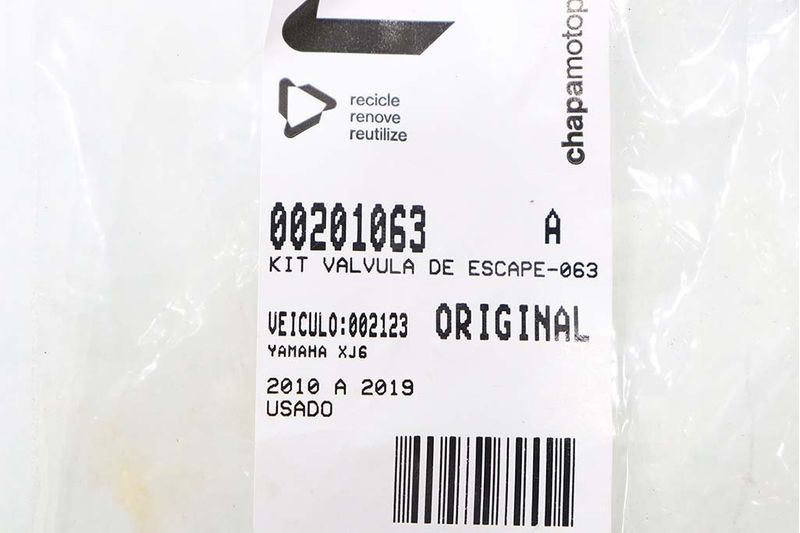 recicle
renove
reutilize
chapamotop
00201063 A
KIT VALVULA DE ESCAPE-063
VEICULO:002123 ORIGINAL
YAMAHA XJ6
2010 A 2019
USADO